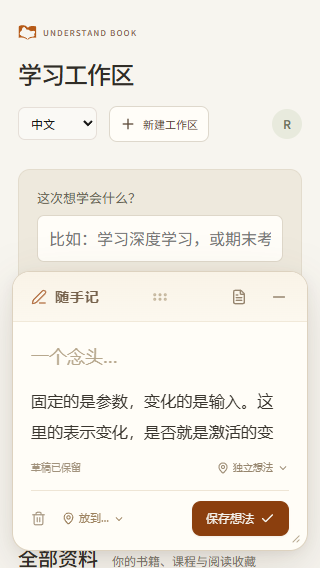 UNDERSTAND BOOK
学习工作区
中文
新建工作区
R
这次想学会什么？
比如：学习深度学习，或期末考
随手记
一个念头...
固定的是参数，变化的是输入。这
里的表示变化，是否就是激活的变
草稿已保留
独立想法
放到...
保存想法
全部资料
你的书籍、课程与阅读收藏